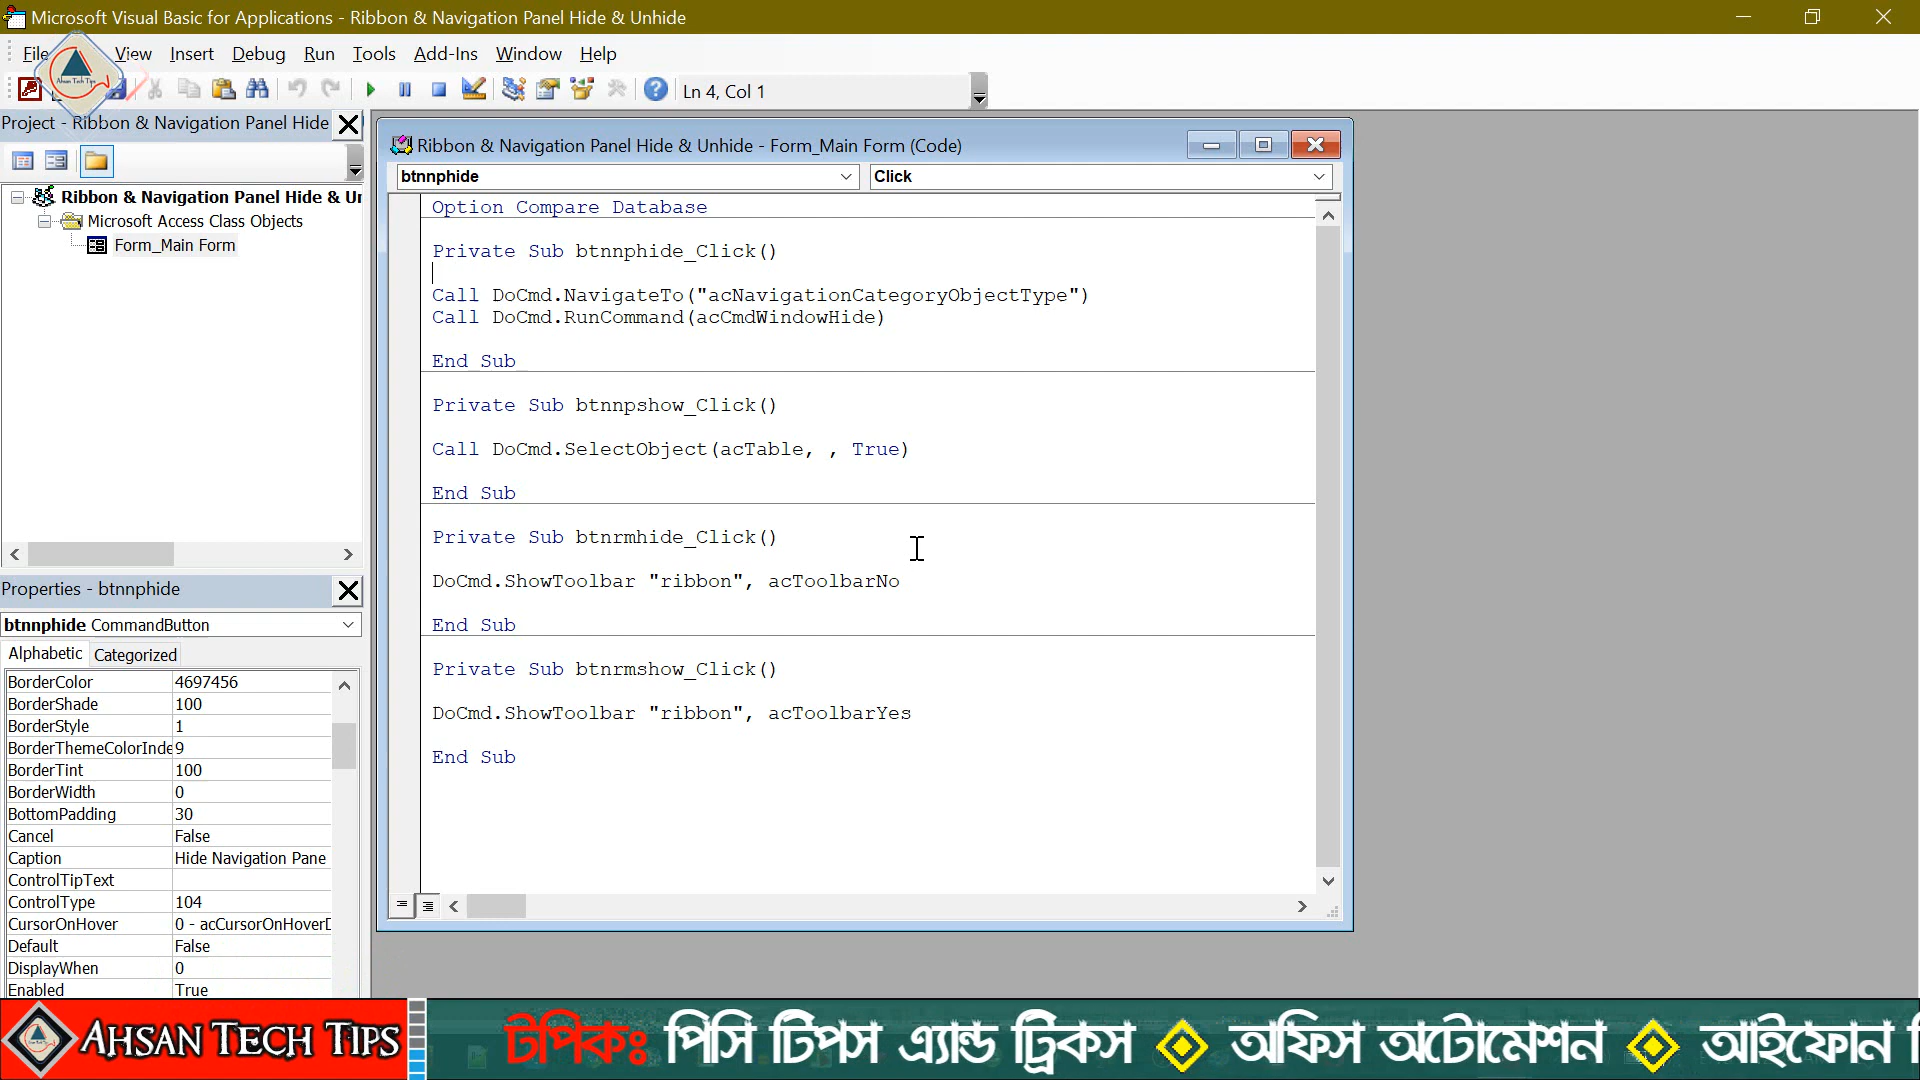 Microsoft Visual Basic for Applications - Ribbon & Navigation Panel Hide & Unhide
File View Insert Debug Run Tools Add-Ins Window Help
Ahsan Tech Tips
Ln 4, Col 1
Project - Ribbon & Navigation Panel Hide
Ribbon & Navigation Panel Hide & Un
Microsoft Access Class Objects
Form_Main Form
Properties - btnnphide
btnnphide CommandButton
Alphabetic Categorized
BorderColor 4697456
BorderShade 100
BorderStyle 1
BorderThemeColorInde 9
BorderTint 100
BorderWidth 0
BottomPadding 30
Cancel False
Caption Hide Navigation Pane
ControlTipText
ControlType 104
CursorOnHover 0 - acCursorOnHoverD
Default False
DisplayWhen 0
Enabled True
Ribbon & Navigation Panel Hide & Unhide - Form_Main Form (Code)
btnnphide Click
Option Compare Database
Private Sub btnnphide_Click()
Call DoCmd.NavigateTo("acNavigationCategoryObjectType")
Call DoCmd.RunCommand(acCmdWindowHide)
End Sub
Private Sub btnnpshow_Click()
Call DoCmd.SelectObject(acTable, , True)
End Sub
Private Sub btnrmhide_Click()
DoCmd.ShowToolbar "ribbon", acToolbarNo
End Sub
Private Sub btnrmshow_Click()
DoCmd.ShowToolbar "ribbon", acToolbarYes
End Sub
AHSAN TECH TIPS টপিকঃ পিসি টিপস এ্যান্ড ট্রিকস অফিস অটোমেশন আইফোন